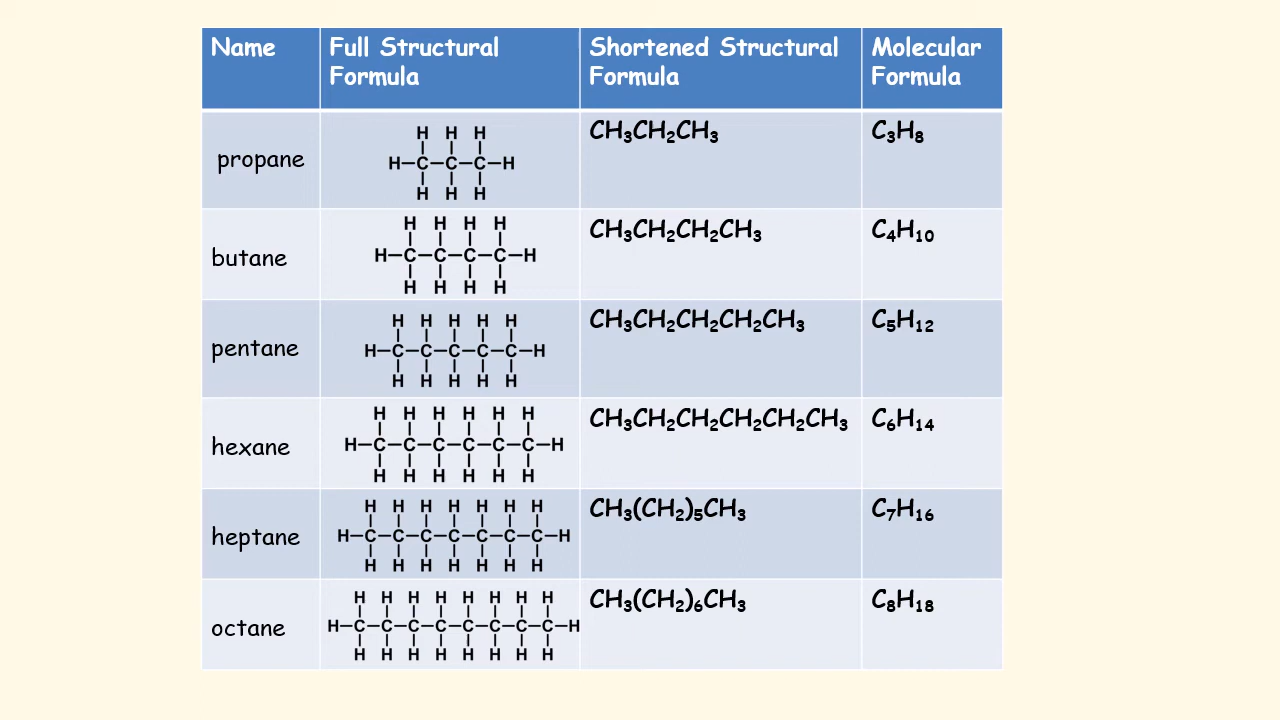 Name
Full Structural
Formula
Shortened Structural
Formula
Molecular
Formula
propane
H H H
H–C–C–C–H
H H H
CH₃CH₂CH₃
C₃H₈
butane
H H H H
H–C–C–C–C–H
H H H H
CH₃CH₂CH₂CH₃
C₄H₁₀
pentane
H H H H H
H–C–C–C–C–C–H
H H H H H
CH₃CH₂CH₂CH₂CH₃
C₅H₁₂
hexane
H H H H H H
H–C–C–C–C–C–C–H
H H H H H H
CH₃CH₂CH₂CH₂CH₂CH₃
C₆H₁₄
heptane
H H H H H H H
H–C–C–C–C–C–C–C–H
H H H H H H H
CH₃(CH₂)₅CH₃
C₇H₁₆
octane
H H H H H H H H
H–C–C–C–C–C–C–C–C–H
H H H H H H H H
CH₃(CH₂)₆CH₃
C₈H₁₈